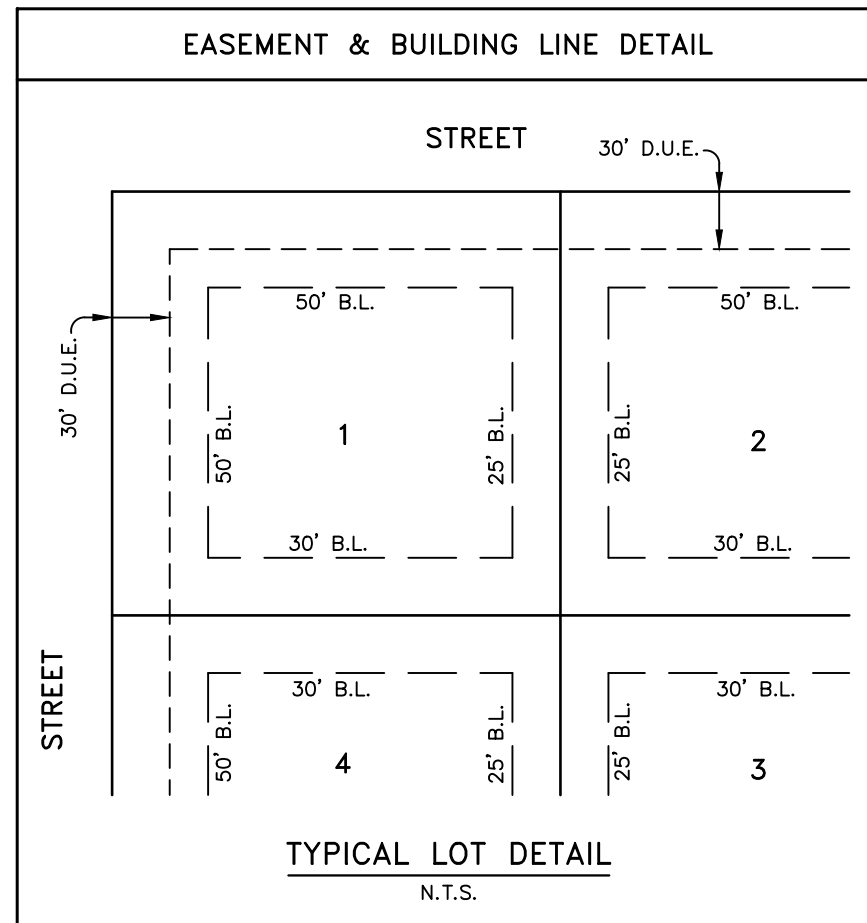 EASEMENT & BUILDING LINE DETAIL
STREET
30' D.U.E.
30' D.U.E.
50' B.L.
50' B.L.
50' B.L.
1
25' B.L.
25' B.L.
2
30' B.L.
30' B.L.
STREET
30' B.L.
30' B.L.
50' B.L.
4
25' B.L.
25' B.L.
3
TYPICAL LOT DETAIL
N.T.S.